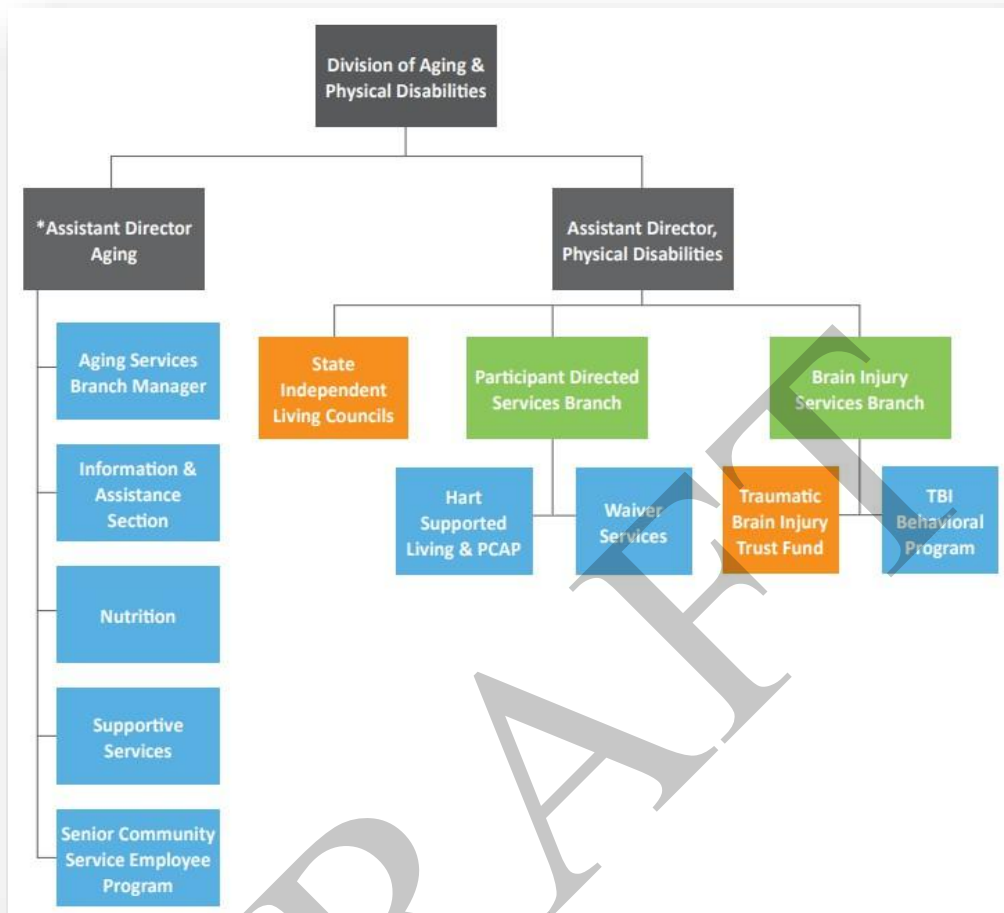 Division of Aging &
Physical Disabilities
*Assistant Director
Aging
Assistant Director,
Physical Disabilities
Aging Services
Branch Manager
Information &
Assistance
Section
Nutrition
Supportive
Services
Senior Community
Service Employee
Program
State
Independent
Living Councils
Participant Directed
Services Branch
Brain Injury
Services Branch
Hart
Supported
Living & PCAP
Waiver
Services
Traumatic
Brain Injury
Trust Fund
TBI
Behavioral
Program
RAFT